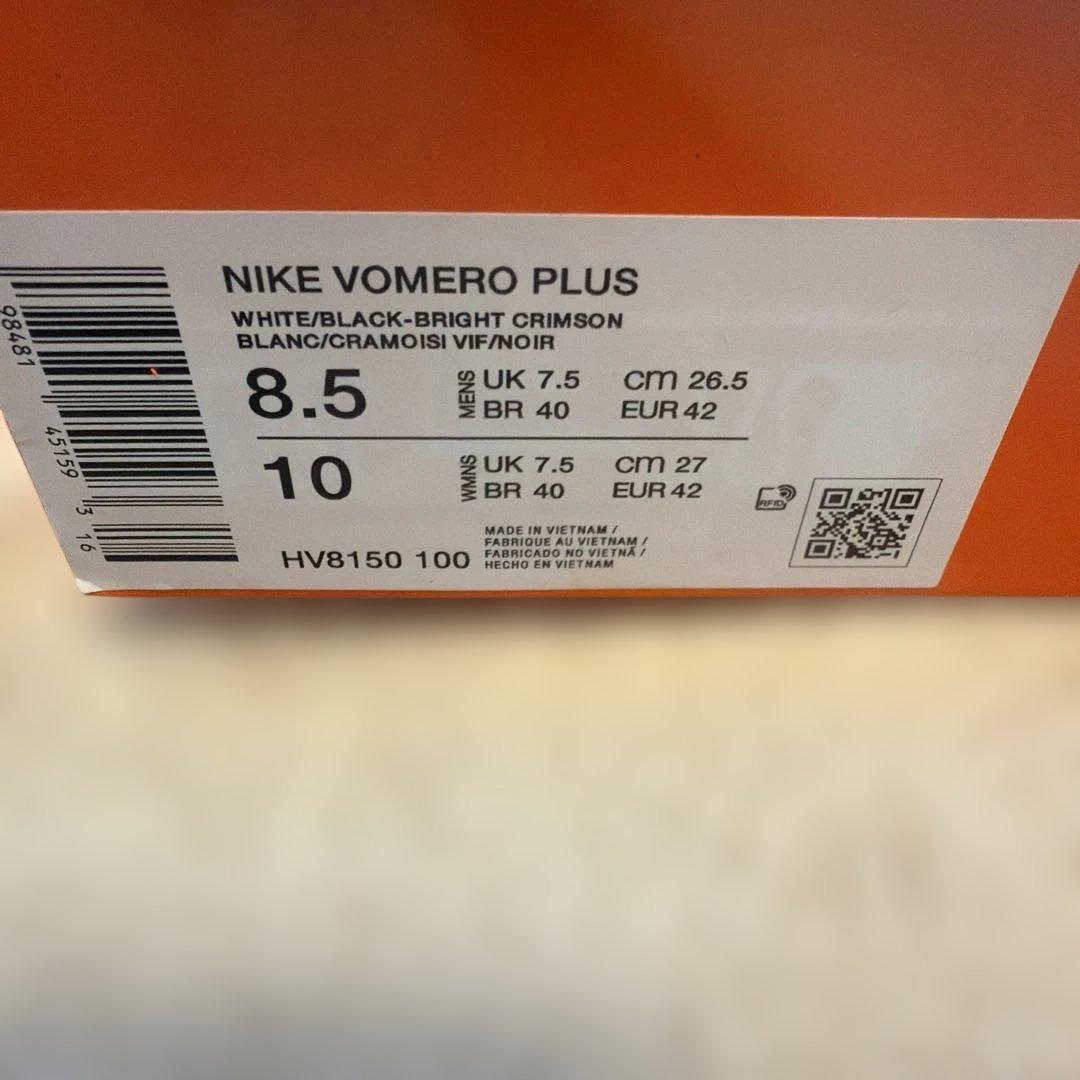 NIKE VOMERO PLUS
WHITE/BLACK-BRIGHT CRIMSON
BLANC/CRAMOISI VIF/NOIR
8.5 MENS UK 7.5 cm 26.5
BR 40 EUR 42
10 WMNS UK 7.5 cm 27
BR 40 EUR 42
RFID
HV8150 100
MADE IN VIETNAM /
FABRIQUE AU VIETNAM /
FABRICADO NO VIETNÃ /
HECHO EN VIETNAM
98481 45159 3 16